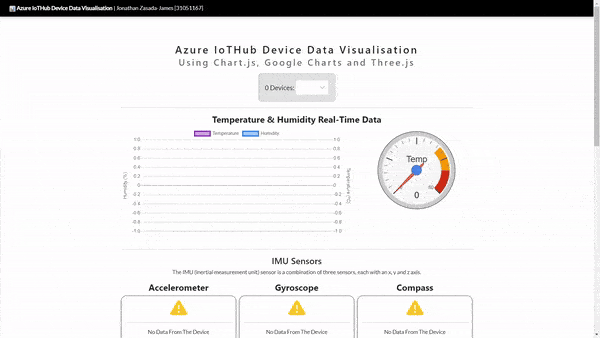 Azure IoTHub Device Data Visualisation | Jonathan Zasada-James [31051167]
Azure IoTHub Device Data Visualisation
Using Chart.js, Google Charts and Three.js
0 Devices:
Temperature & Humidity Real-Time Data
Temperature Humidity
1.0 1.0
0.8 0.8
0.6 0.6
0.4 0.4
0.2 0.2
0 0
-0.2 -0.2
-0.4 -0.4
-0.6 -0.6
-0.8 -0.8
-1.0 -1.0
Humidity (%)
Temperature (°C)
Temp
0
IMU Sensors
The IMU (inertial measurement unit) sensor is a combination of three sensors, each with an x, y and z axis.
Accelerometer Gyroscope Compass
No Data From The Device No Data From The Device No Data From The Device